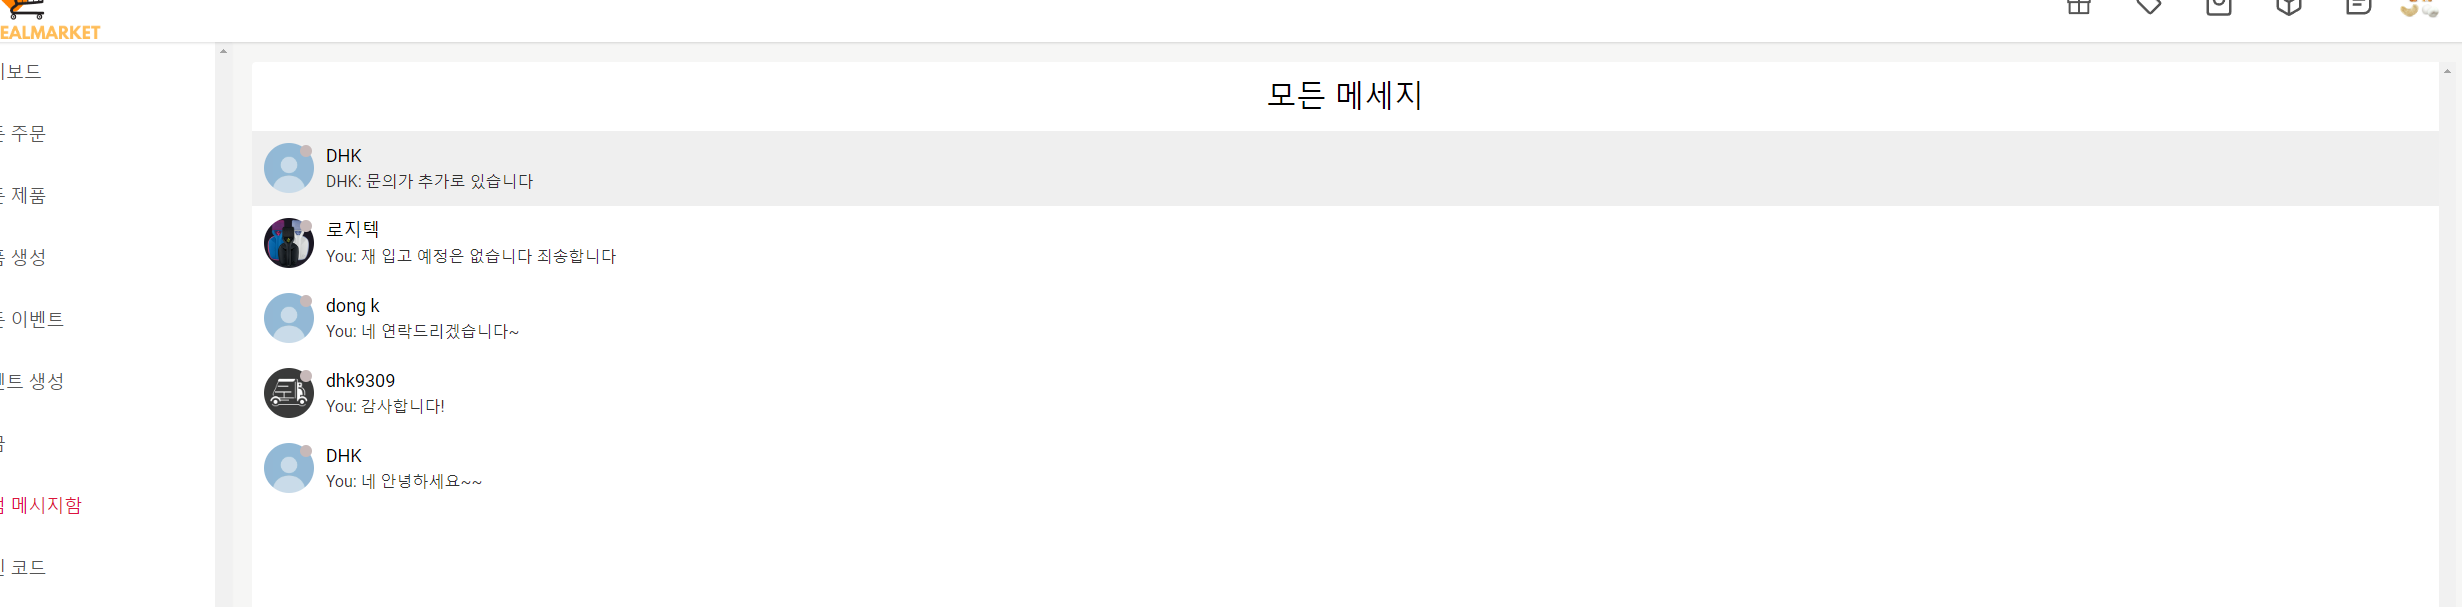 EALMARKET
보드
주문
제품
생성
이벤트
트 생성
메시지함
코드
모든 메세지
DHK
DHK: 문의가 추가로 있습니다
로지텍
You: 재 입고 예정은 없습니다 죄송합니다
dong k
You: 네 연락드리겠습니다~
dhk9309
You: 감사합니다!
DHK
You: 네 안녕하세요~~